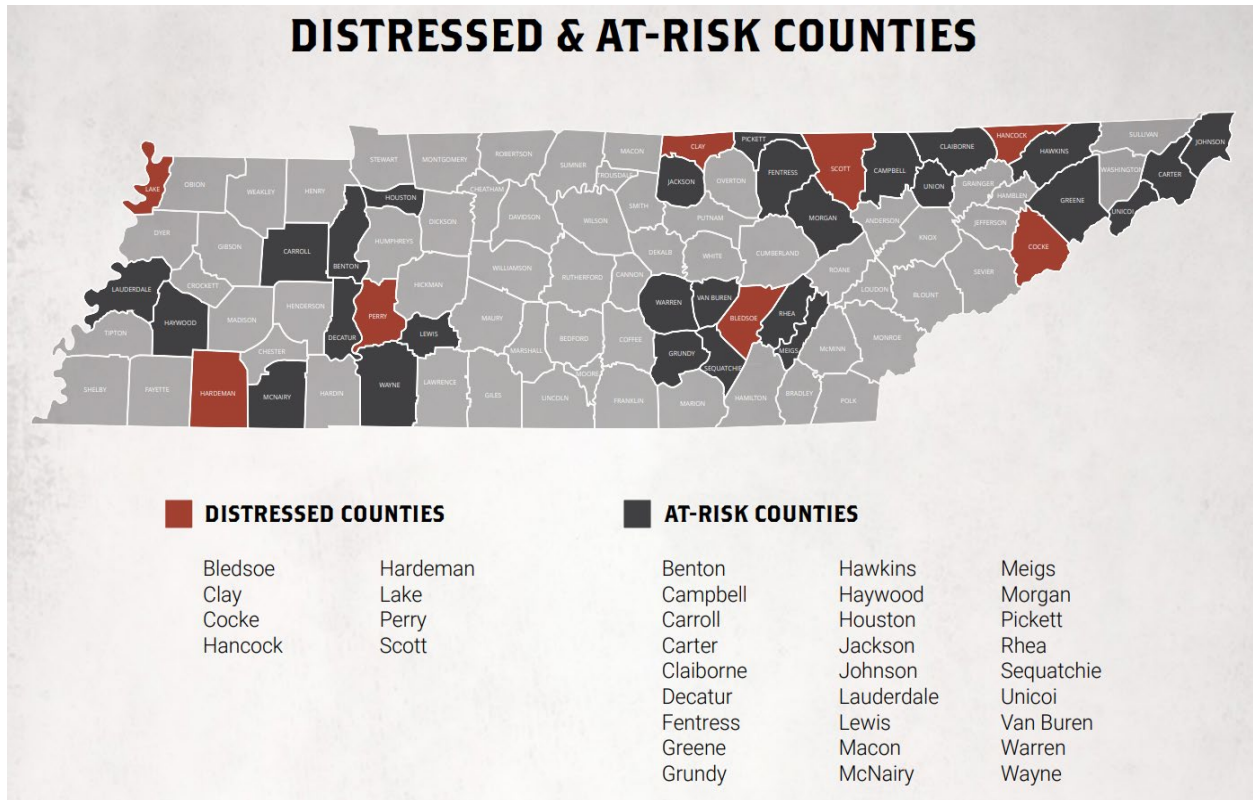 DISTRESSED & AT-RISK COUNTIES
LAKE
OBION
WEAKLEY
HENRY
STEWART
MONTGOMERY
ROBERTSON
SUMNER
MACON
TROUSDALE
CLAY
PICKETT
SCOTT
CAMPBELL
CLAIBORNE
HANCOCK
HAWKINS
SULLIVAN
JOHNSON
HOUSTON
CHEATHAM
JACKSON
OVERTON
FENTRESS
UNION
GRAINGER
HAMBLEN
WASHINGTON
CARTER
DYER
GIBSON
CARROLL
BENTON
HUMPHREYS
DICKSON
DAVIDSON
WILSON
SMITH
PUTNAM
MORGAN
ANDERSON
KNOX
JEFFERSON
GREENE
UNICOI
COCKE
LAUDERDALE
CROCKETT
HAYWOOD
MADISON
HENDERSON
DECATUR
PERRY
HICKMAN
WILLIAMSON
RUTHERFORD
CANNON
DEKALB
WHITE
CUMBERLAND
ROANE
LOUDON
BLOUNT
SEVIER
TIPTON
CHESTER
LEWIS
MAURY
MARSHALL
BEDFORD
COFFEE
WARREN
VAN BUREN
BLEDSOE
RHEA
MEIGS
McMINN
MONROE
SHELBY
FAYETTE
HARDEMAN
MCNAIRY
HARDIN
WAYNE
LAWRENCE
GILES
LINCOLN
MOORE
FRANKLIN
GRUNDY
SEQUATCHIE
MARION
HAMILTON
BRADLEY
POLK
DISTRESSED COUNTIES
Bledsoe Hardeman
Clay Lake
Cocke Perry
Hancock Scott
AT-RISK COUNTIES
Benton Hawkins Meigs
Campbell Haywood Morgan
Carroll Houston Pickett
Carter Jackson Rhea
Claiborne Johnson Sequatchie
Decatur Lauderdale Unicoi
Fentress Lewis Van Buren
Greene Macon Warren
Grundy McNairy Wayne